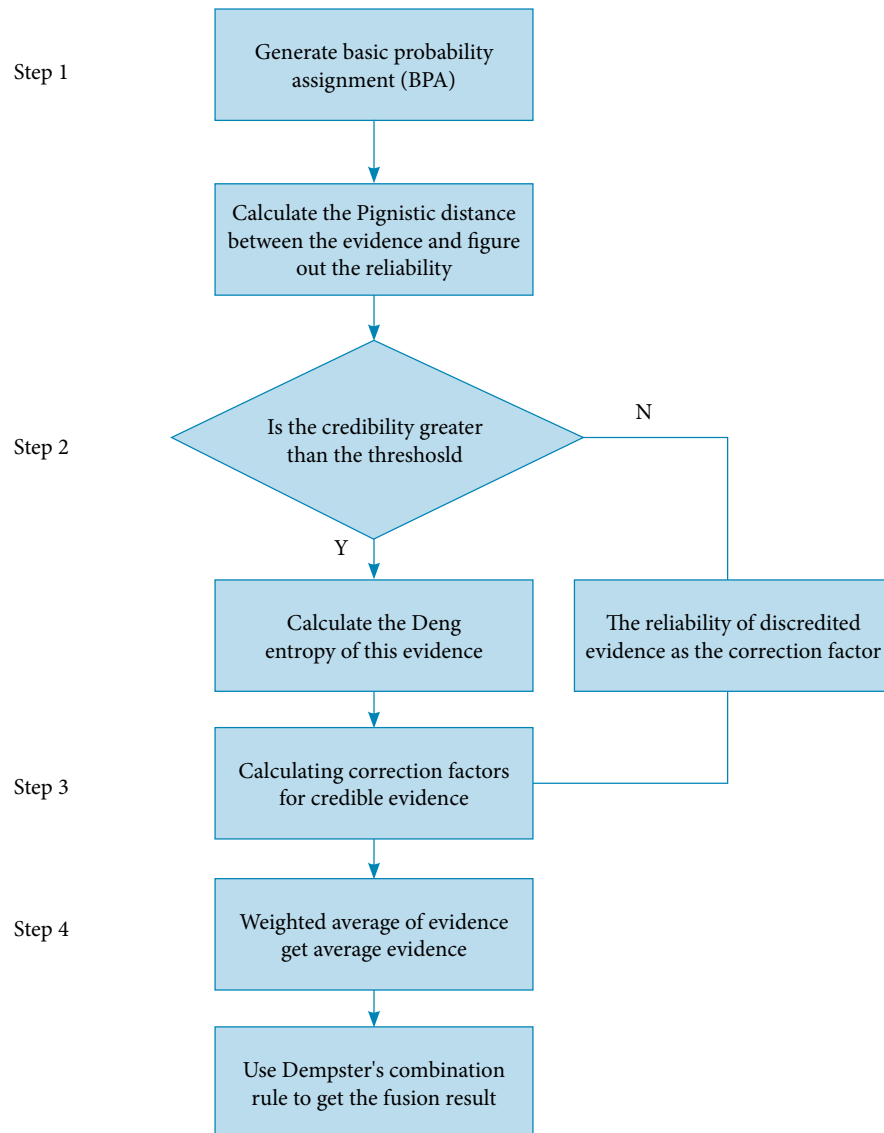 Step 1
Generate basic probability
assignment (BPA)
Calculate the Pignistic distance
between the evidence and figure
out the reliability
Step 2
Is the credibility greater
than the threshosld
N
Y
Calculate the Deng
entropy of this evidence
The reliability of discredited
evidence as the correction factor
Step 3
Calculating correction factors
for credible evidence
Step 4
Weighted average of evidence
get average evidence
Use Dempster's combination
rule to get the fusion result